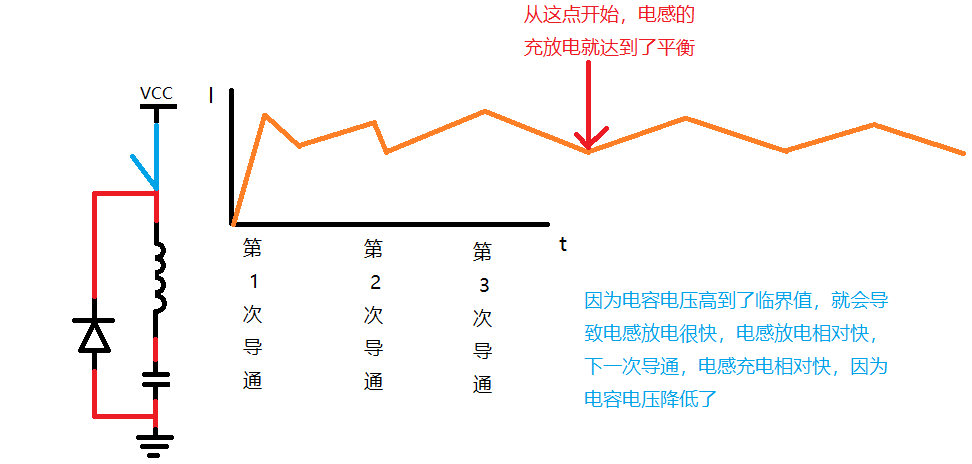 从这点开始，电感的
充放电就达到了平衡
VCC
I
t
第1次导通
第2次导通
第3次导通
因为电容电压高到了临界值，就会导
致电感放电很快，电感放电相对快，
下一次导通，电感充电相对快，因为
电容电压降低了